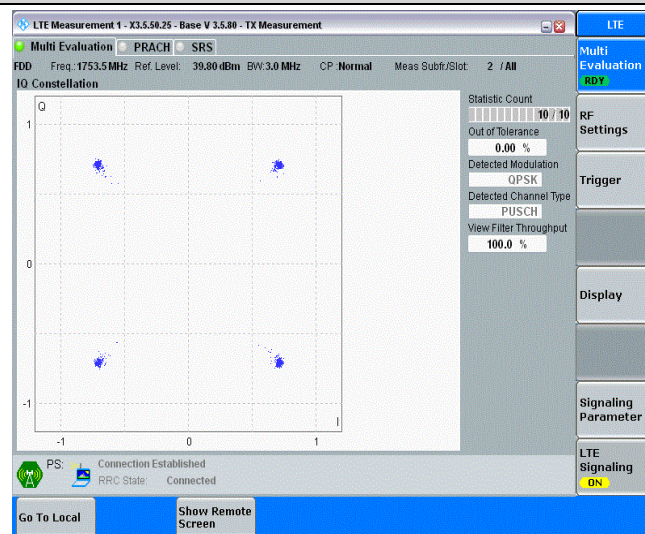 LTE Measurement 1 - X3.5.50.25 - Base V 3.5.80 - TX Measurement
LTE
Multi Evaluation PRACH SRS
Multi
Evaluation
RDY
FDD Freq.: 1753.5 MHz Ref. Level: 39.80 dBm BW: 3.0 MHz CP: Normal Meas Subfr./Slot: 2 / All
IQ Constellation
Q
1
0
-1
-1 0 1
I
Statistic Count
10 / 10
Out of Tolerance
0.00 %
Detected Modulation
QPSK
Detected Channel Type
PUSCH
View Filter Throughput
100.0 %
RF
Settings
Trigger
Display
Signaling
Parameter
LTE
Signaling
ON
PS: Connection Established
RRC State: Connected
Go To Local
Show Remote
Screen